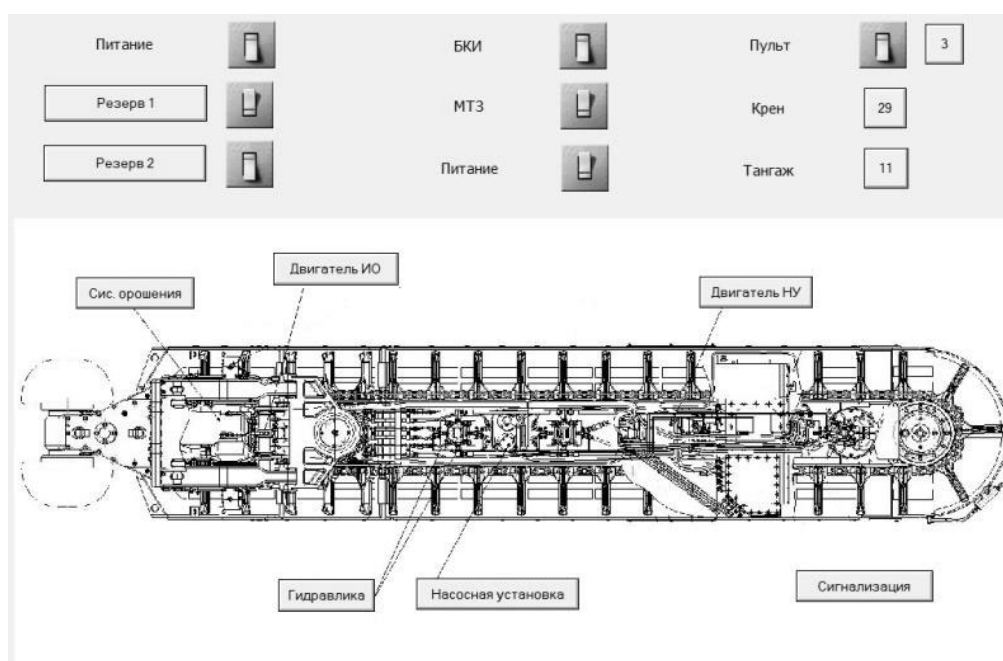 Питание
БКИ
Пульт
3
Резерв 1
МТЗ
Крен
29
Резерв 2
Питание
Тангаж
11
Двигатель ИО
Сис. орошения
Двигатель НУ
Гидравлика
Насосная установка
Сигнализация